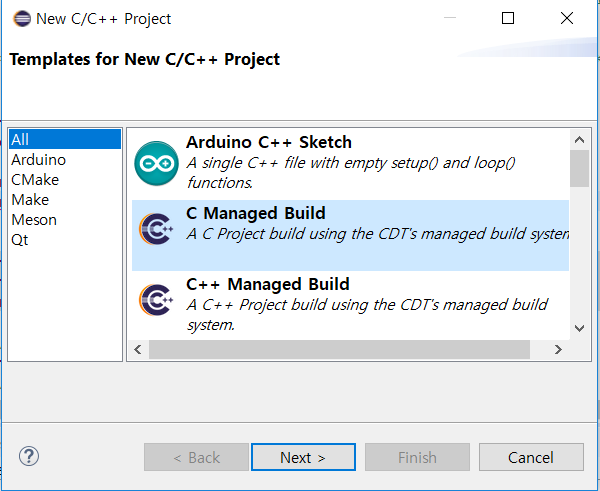 New C/C++ Project
Templates for New C/C++ Project
All
Arduino
CMake
Make
Meson
Qt
Arduino C++ Sketch
A single C++ file with empty setup() and loop()
functions.
C Managed Build
A C Project build using the CDT's managed build
C++ Managed Build
A C++ Project build using the CDT's managed build
system.
< Back
Next >
Finish
Cancel